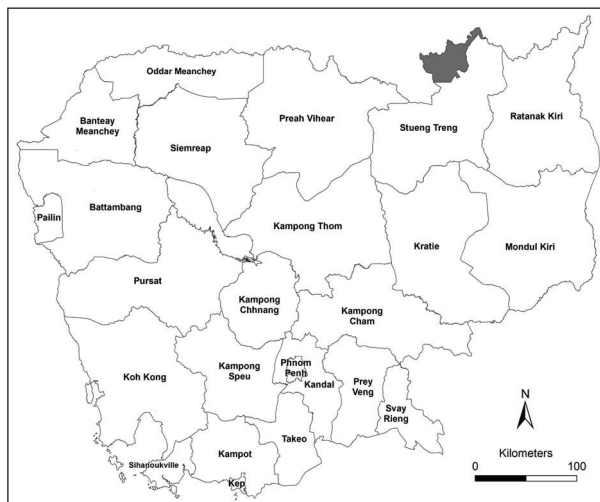 Oddar Meanchey
Banteay
Meanchey
Siemreap
Preah Vihear
Stueng Treng
Ratanak Kiri
Pailin
Battambang
Kampong Thom
Kratie
Mondul Kiri
Pursat
Kampong
Chhnang
Kampong
Cham
Koh Kong
Kampong
Speu
Phnom
Penh
Kandal
Prey
Veng
Svay
Rieng
Takeo
Kampot
Sihanoukville
Kep
N
Kilometers
0
100